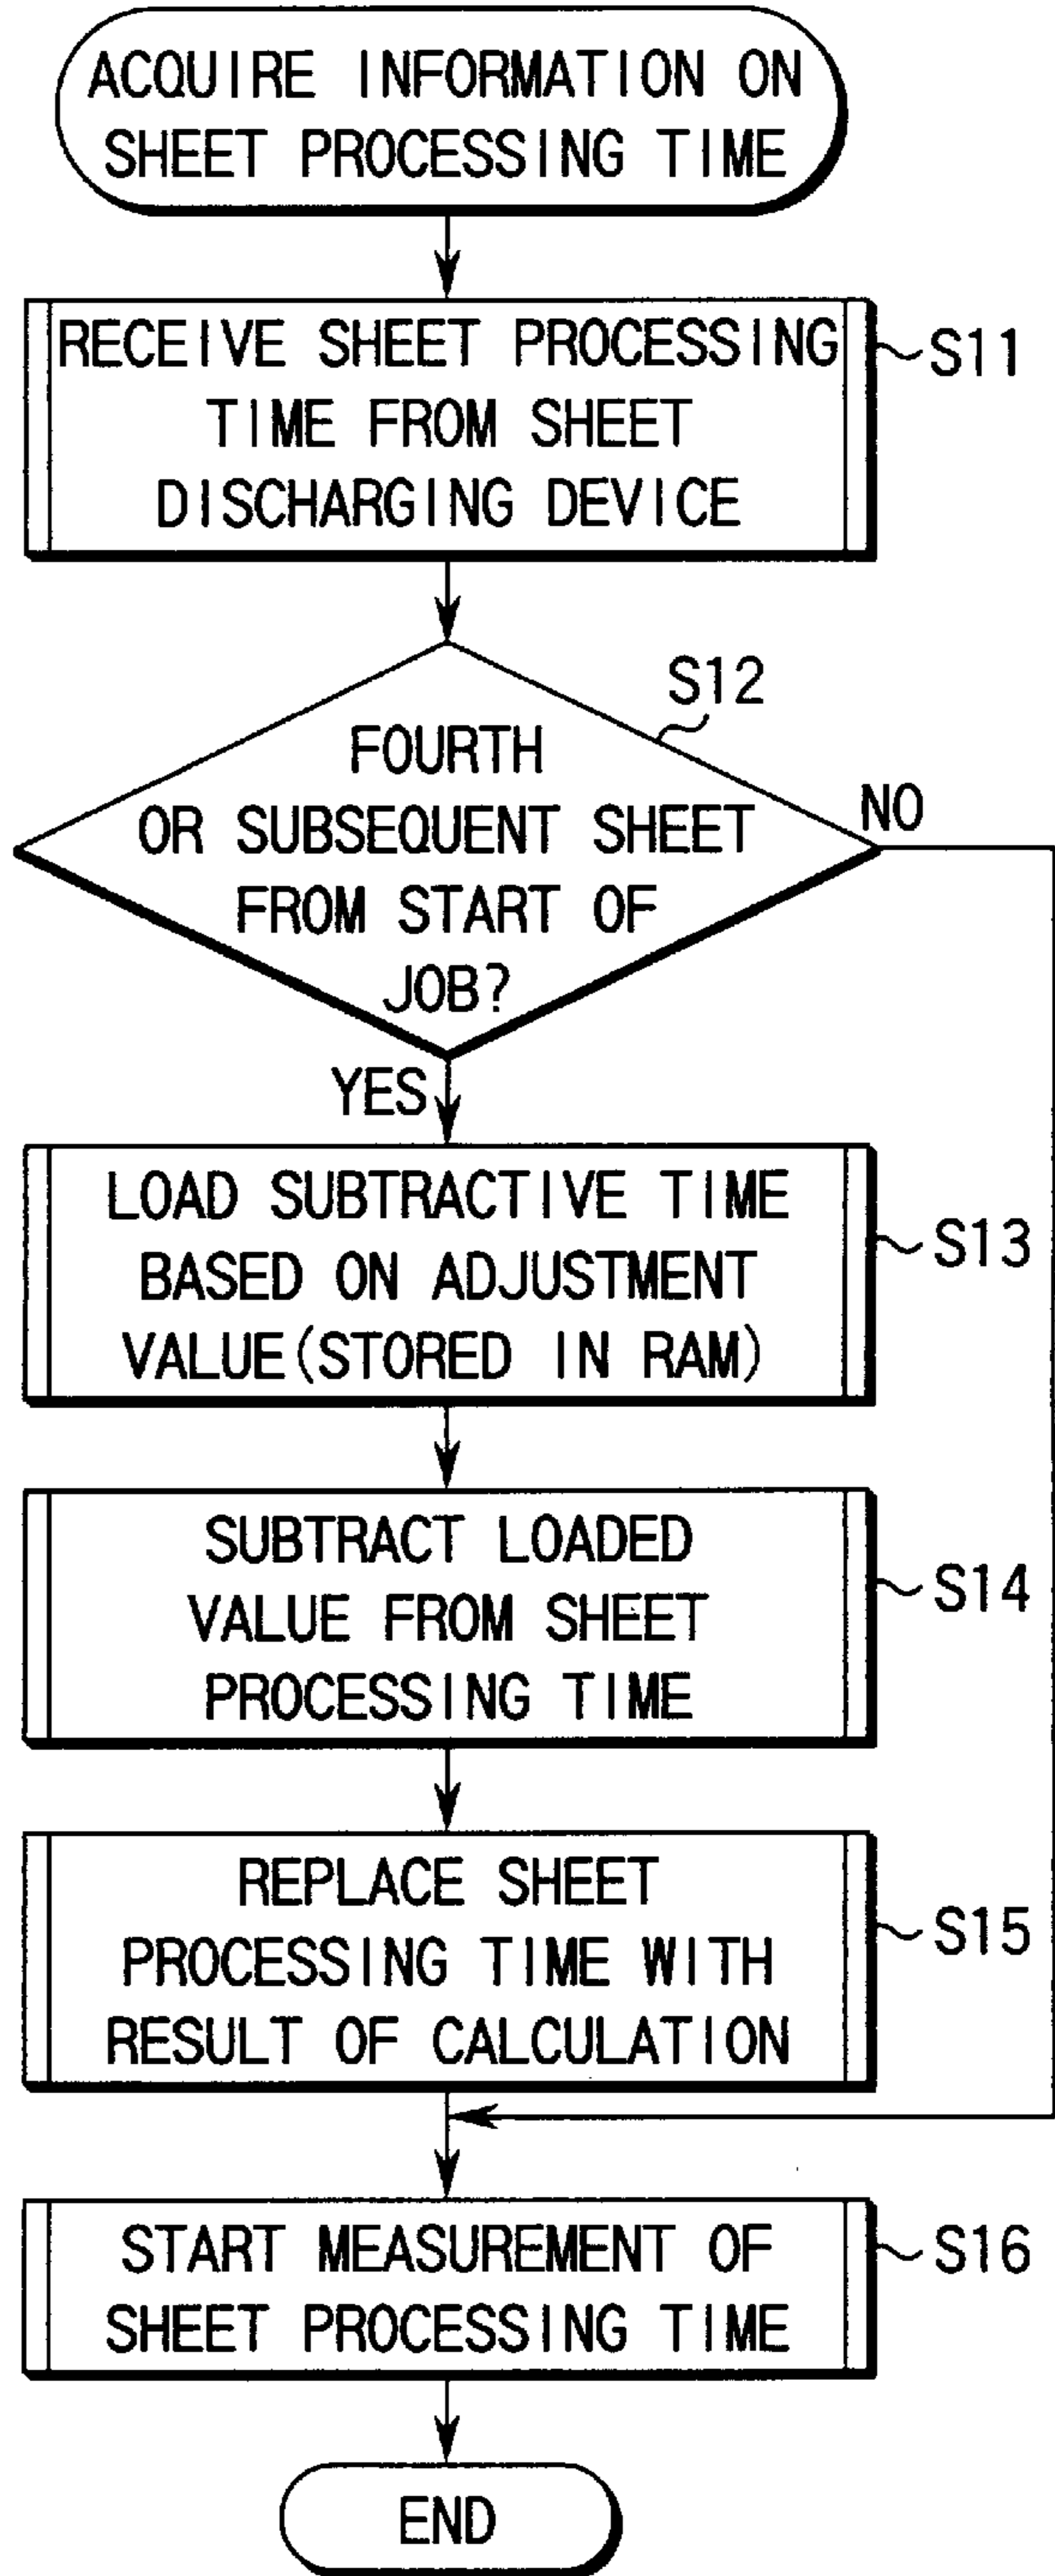 ACQUIRE INFORMATION ON
SHEET PROCESSING TIME
RECEIVE SHEET PROCESSING
TIME FROM SHEET
DISCHARGING DEVICE
S11
S12
FOURTH
OR SUBSEQUENT SHEET
FROM START OF
JOB?
NO
YES
LOAD SUBTRACTIVE TIME
BASED ON ADJUSTMENT
VALUE(STORED IN RAM)
S13
SUBTRACT LOADED
VALUE FROM SHEET
PROCESSING TIME
S14
REPLACE SHEET
PROCESSING TIME WITH
RESULT OF CALCULATION
S15
START MEASUREMENT OF
SHEET PROCESSING TIME
S16
END